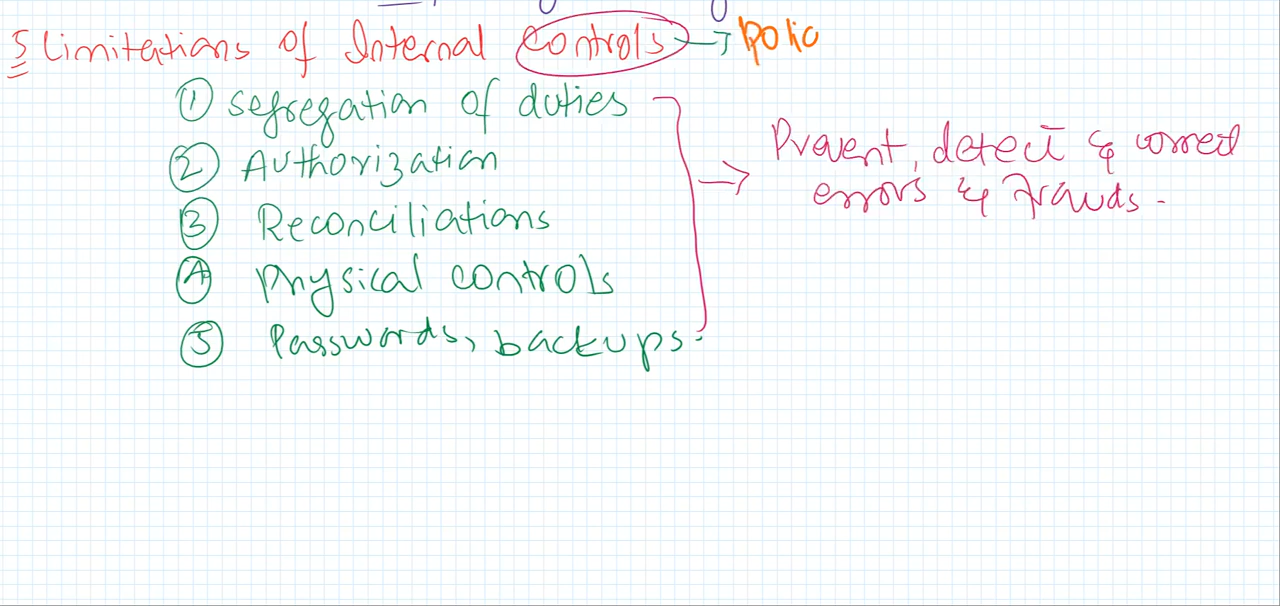 5 Limitations of Internal Controls → polic
① Segregation of duties
② Authorization
③ Reconciliations
④ Physical controls
⑤ Passwords, backups.
→ Prevent, detect & correct
errors & frauds.